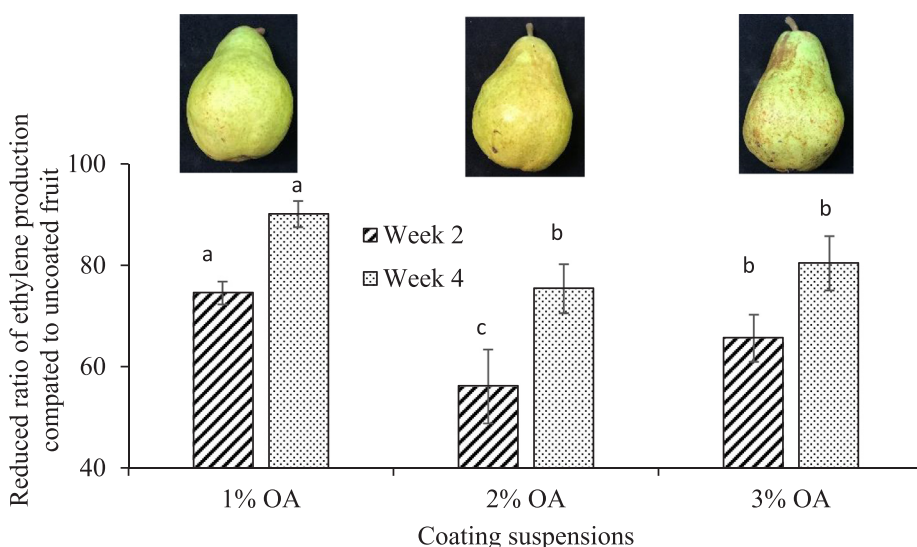 Reduced ratio of ethylene production
compated to uncoated fruit
100
80
60
40
a
a
Week 2
Week 4
c
b
b
b
1% OA
2% OA
3% OA
Coating suspensions